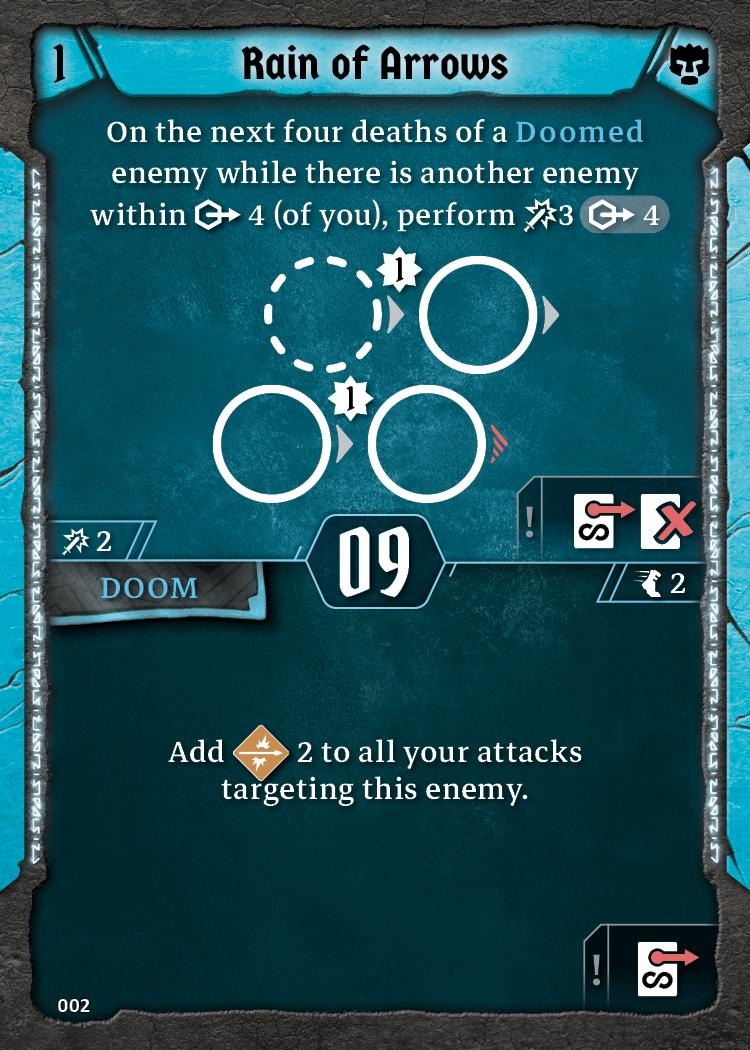 1 Rain of Arrows
On the next four deaths of a Doomed
enemy while there is another enemy
within 4 (of you), perform 3 4
1
1
!
2
09
DOOM
2
Add 2 to all your attacks
targeting this enemy.
!
002